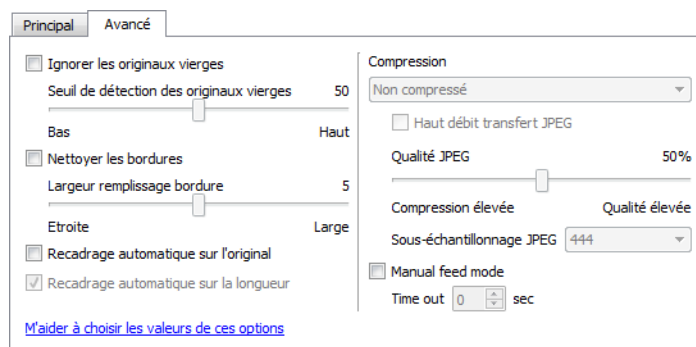 Principal
Avancé
Ignorer les originaux vierges
Seuil de détection des originaux vierges 50
Bas Haut
Nettoyer les bordures
Largeur remplissage bordure 5
Etroite Large
Recadrage automatique sur l'original
Recadrage automatique sur la longueur
M'aider à choisir les valeurs de ces options
Compression
Non compressé
Haut débit transfert JPEG
Qualité JPEG 50%
Compression élevée Qualité élevée
Sous-échantillonnage JPEG 444
Manual feed mode
Time out 0 sec